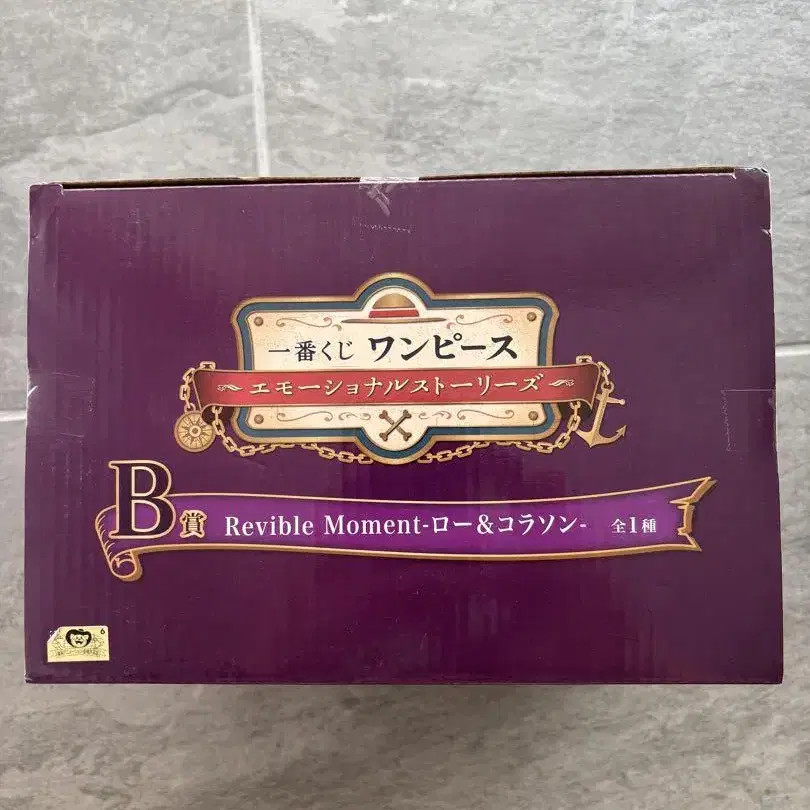 一番くじ ワンピース
エモーショナルストーリーズ
B賞 Revible Moment-ロー&コラソン- 全1種
6